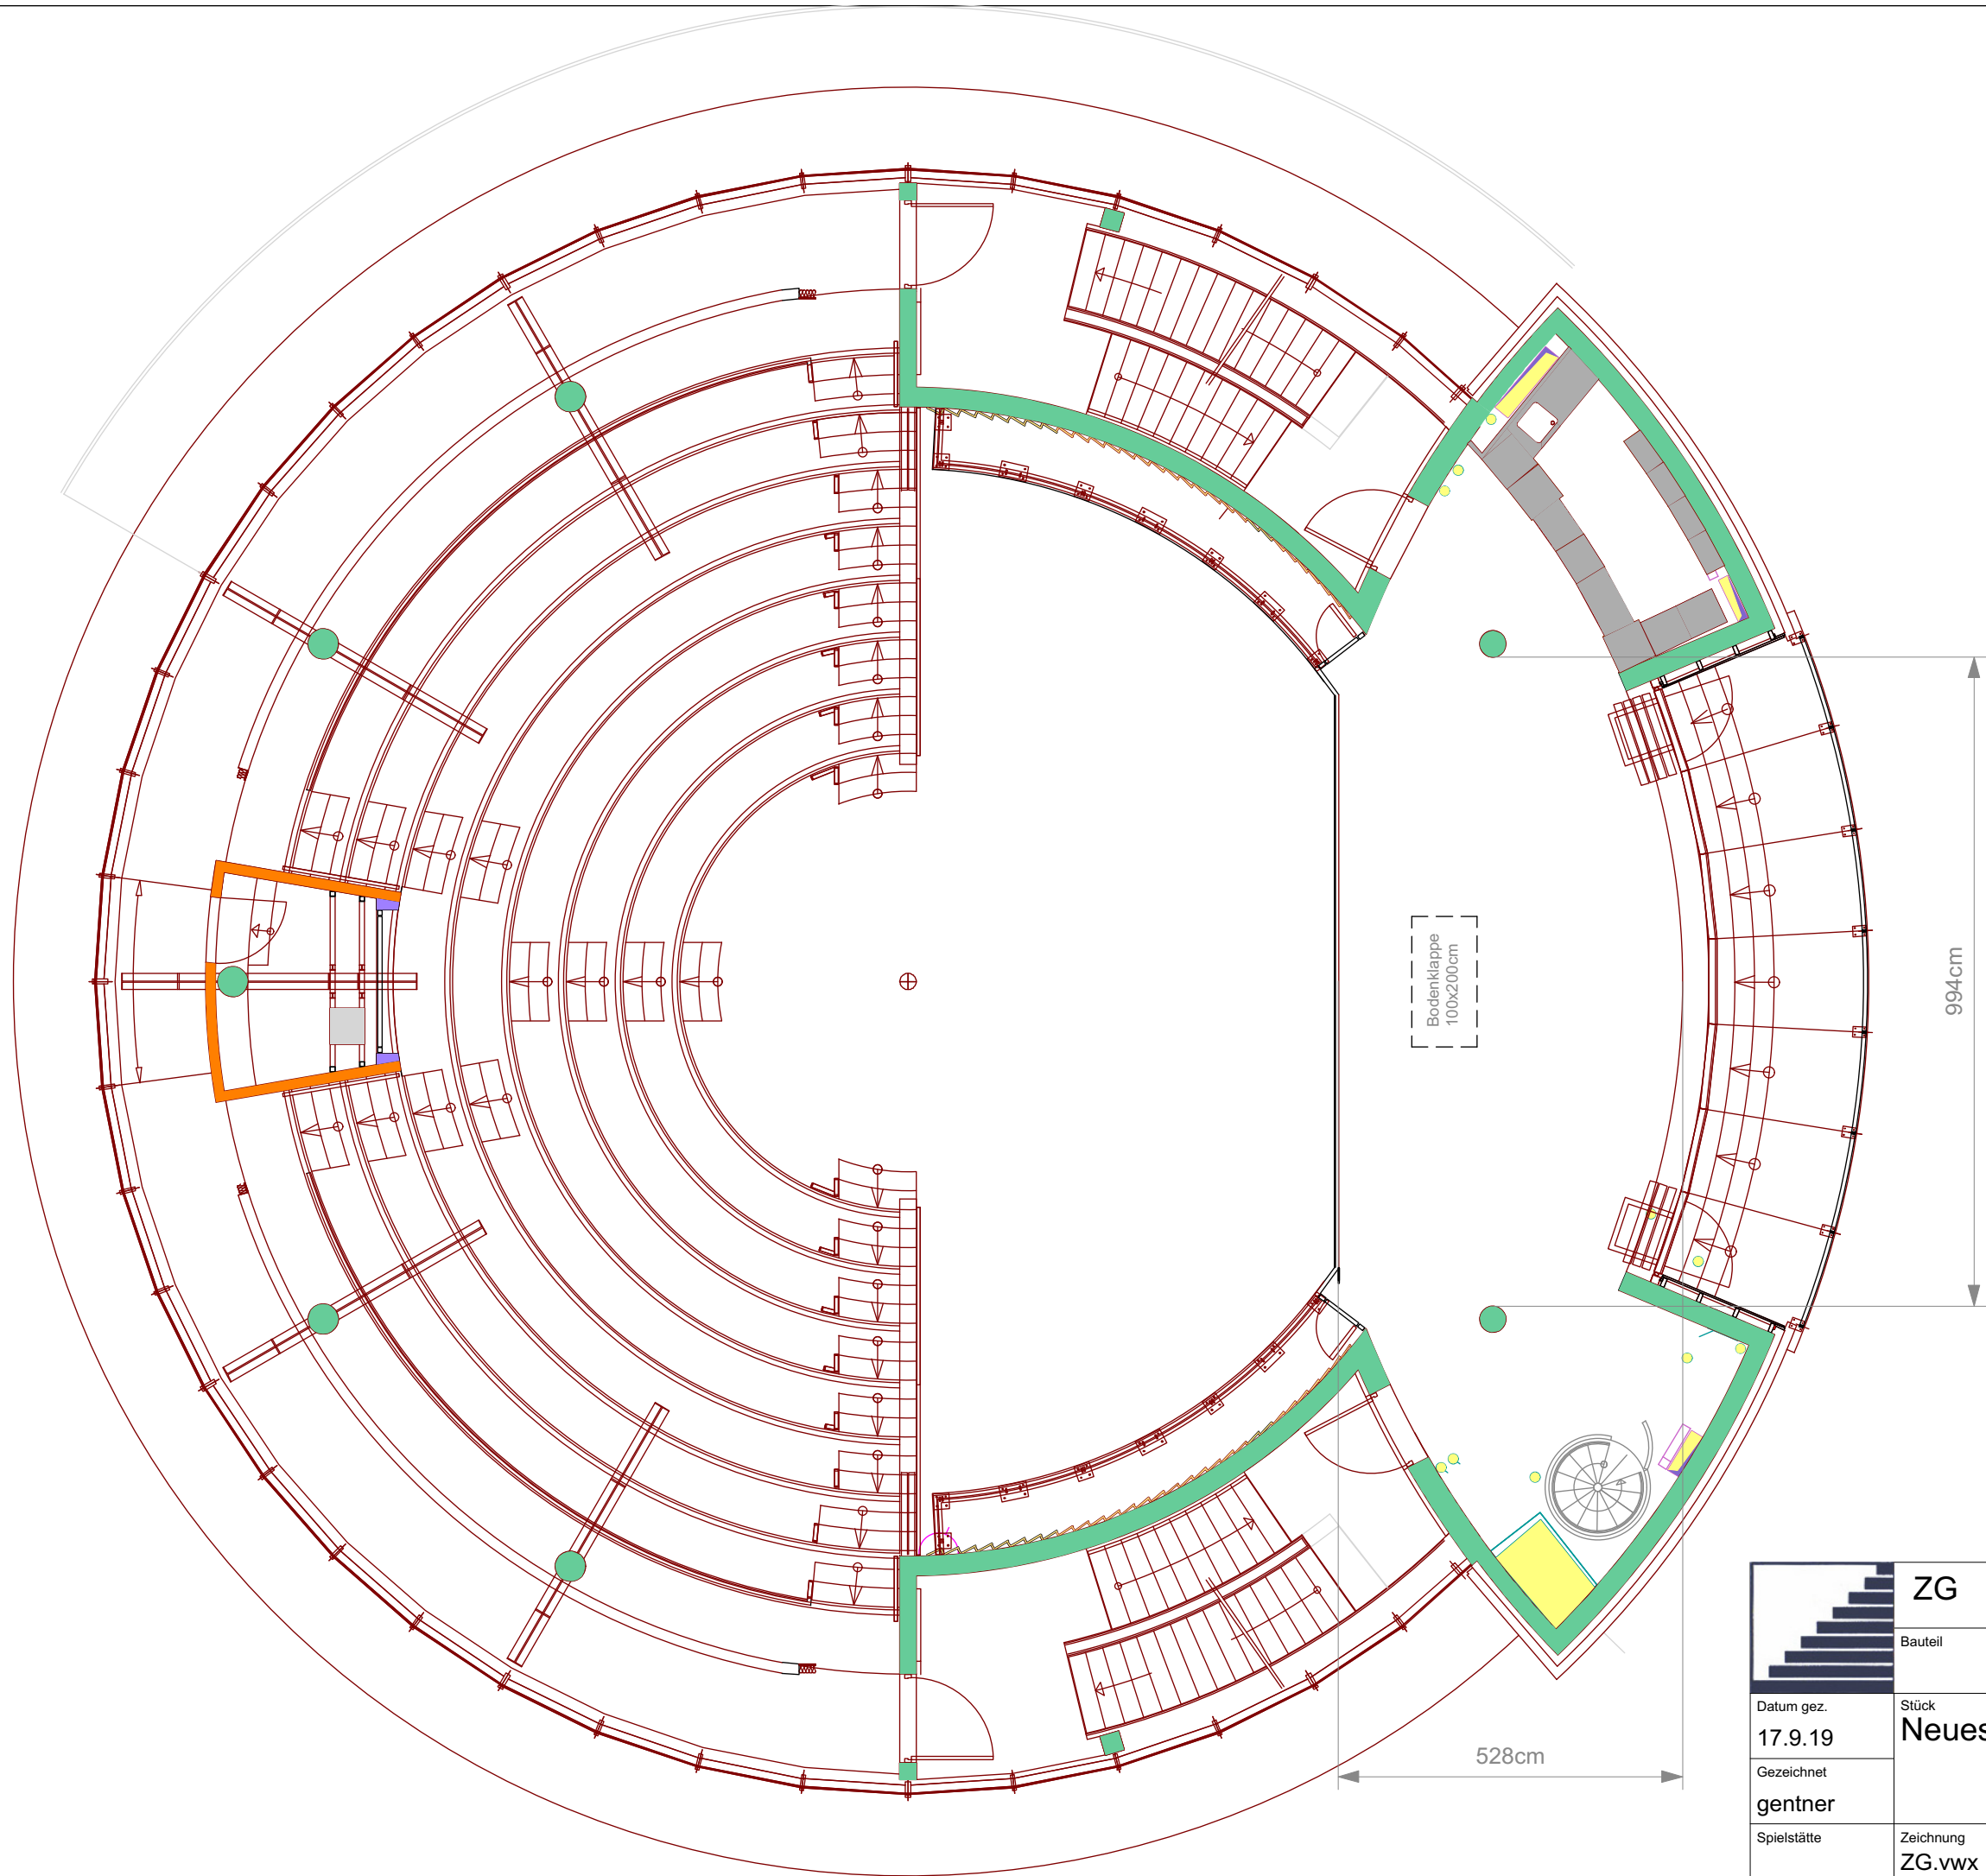 Bodenklappe
100x200cm
994cm
528cm
ZG
Bauteil
Datum gez.
17.9.19
Stück
Neues
Gezeichnet
gentner
Spielstätte
Zeichnung
ZG.vwx